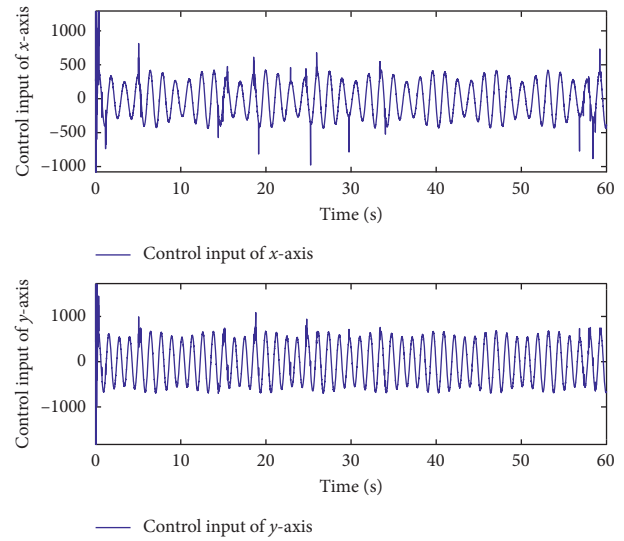 Control input of x-axis
1000
500
0
−500
−1000
0 10 20 30 40 50 60
Time (s)
Control input of x-axis
Control input of y-axis
1000
0
−1000
0 10 20 30 40 50 60
Time (s)
Control input of y-axis